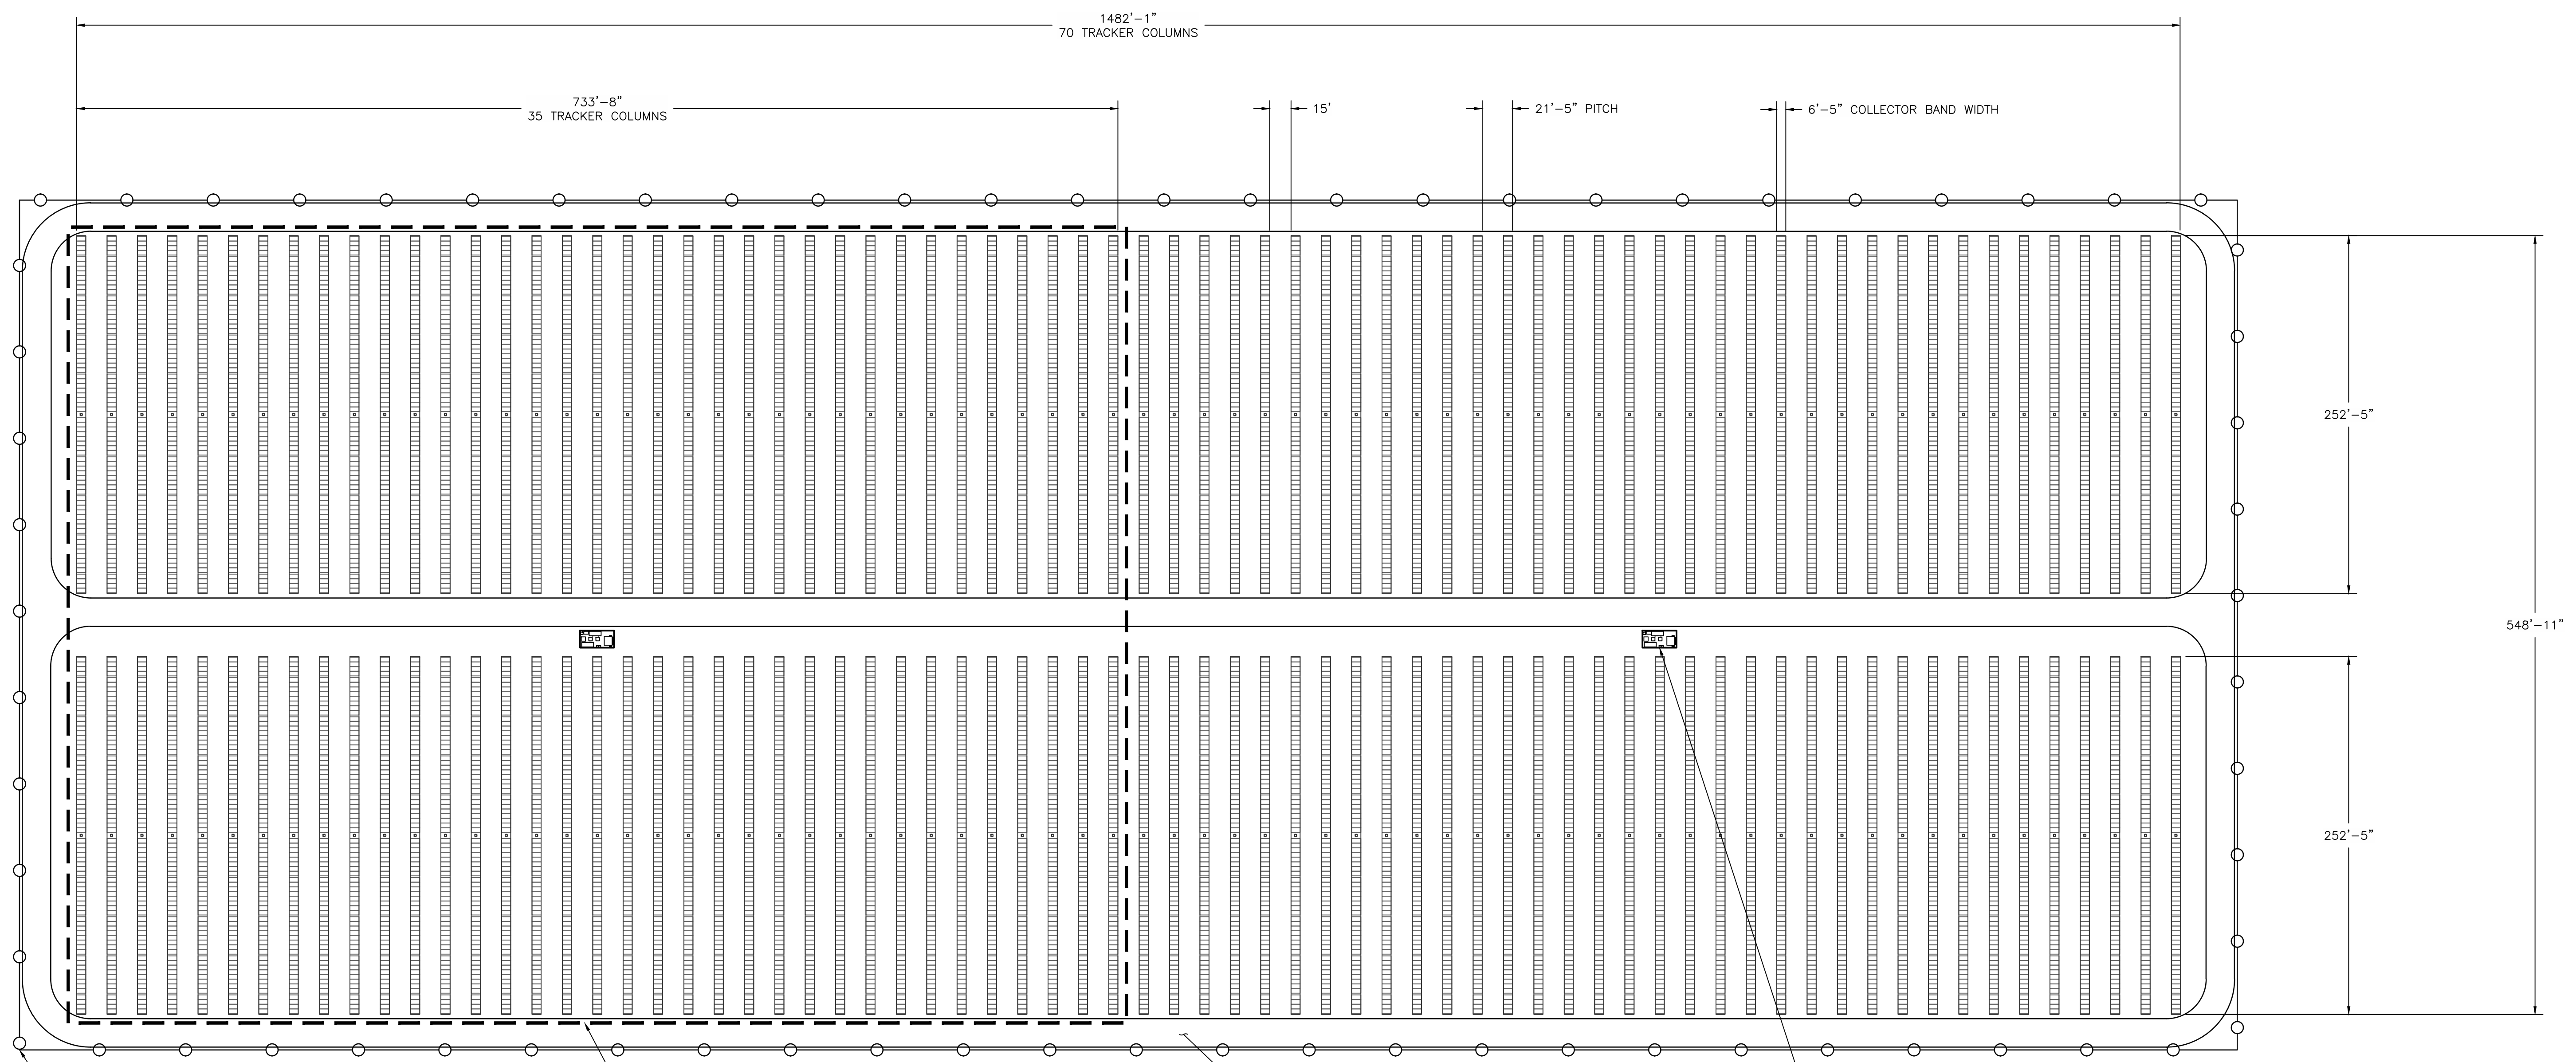 1482'-1"
70 TRACKER COLUMNS
733'-8"
35 TRACKER COLUMNS
15'
21'-5" PITCH
6'-5" COLLECTOR BAND WIDTH
252'-5"
548'-11"
252'-5"